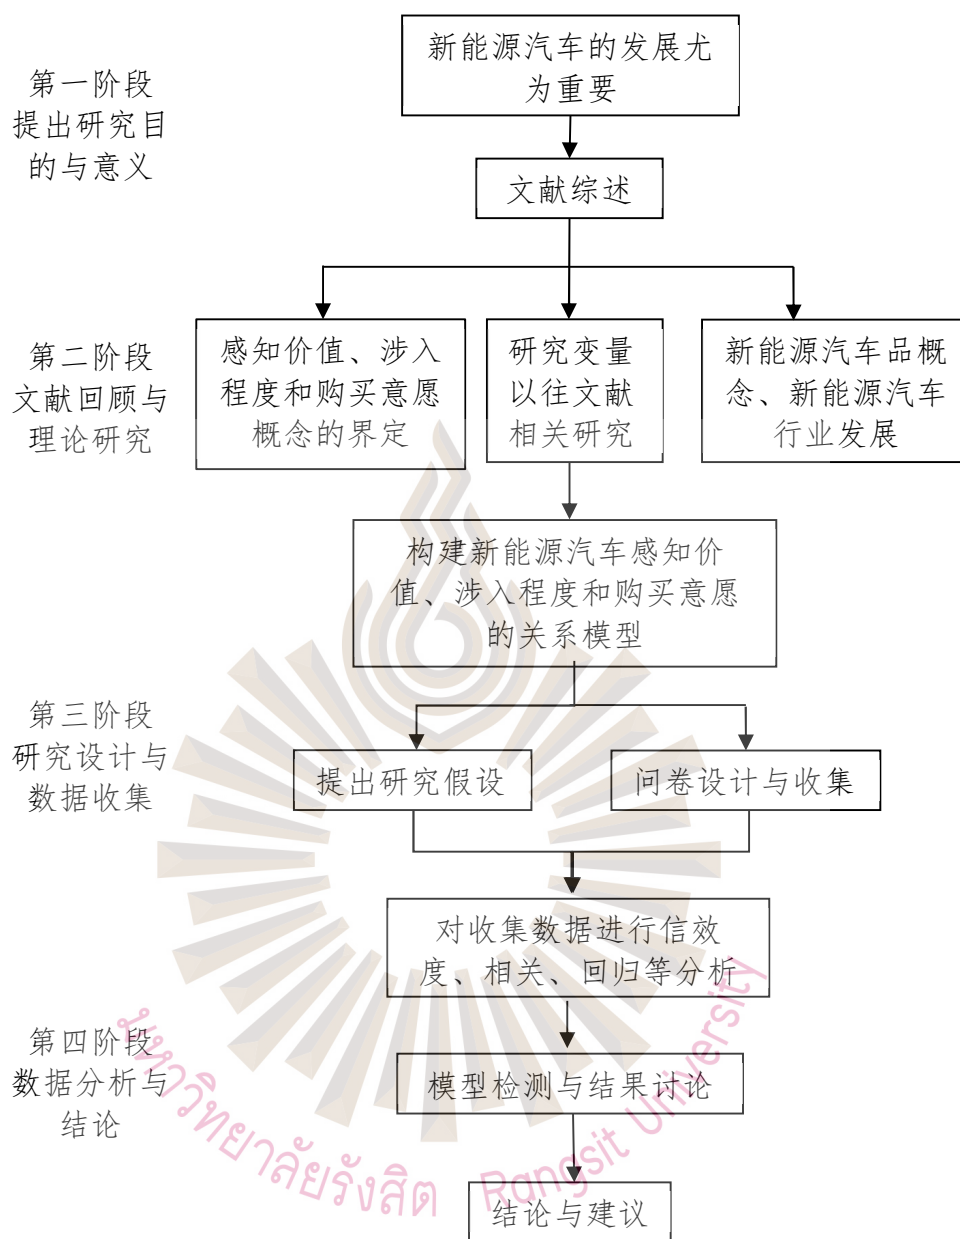 新能源汽车的发展尤
为重要
第一阶段
提出研究目
的与意义
文献综述
第二阶段
文献回顾与
理论研究
感知价值、涉入
程度和购买意愿
概念的界定
研究变量
以往文献
相关研究
新能源汽车品概
念、新能源汽车
行业发展
构建新能源汽车感知价
值、涉入程度和购买意愿
的关系模型
第三阶段
研究设计与
数据收集
提出研究假设
问卷设计与收集
对收集数据进行信效
度、相关、回归等分析
第四阶段
数据分析与
结论
模型检测与结果讨论
结论与建议
มหาวิทยาลัยรังสิต Rangsit University